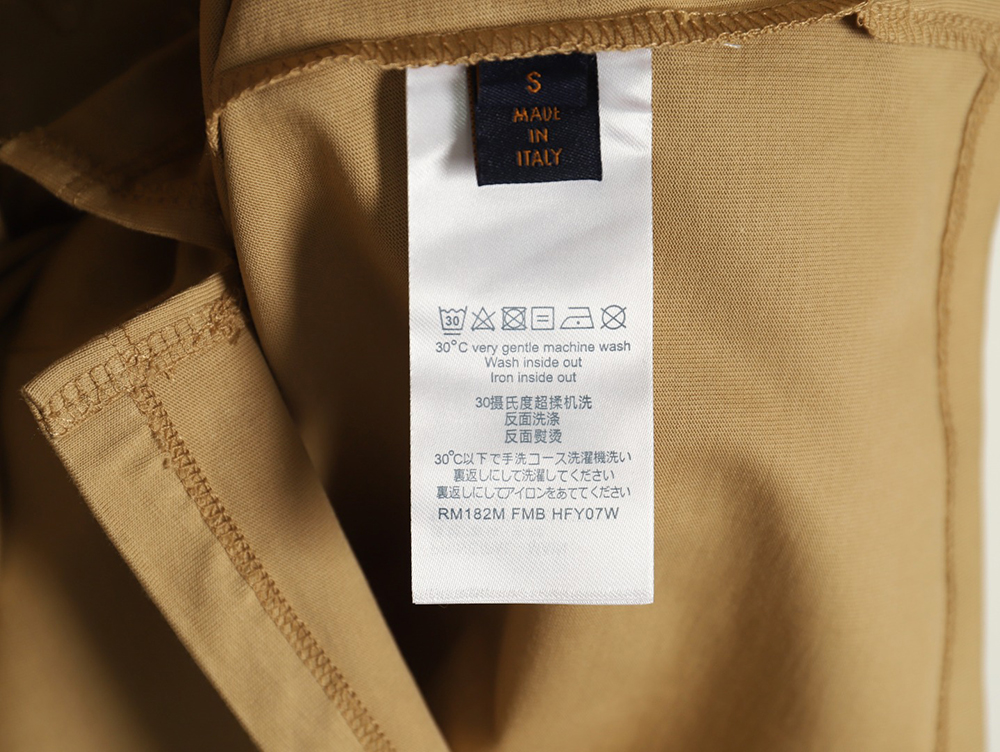 S
MADE
IN
ITALY
30
30°C very gentle machine wash
Wash inside out
Iron inside out
30摄氏度超揉机洗
反面洗涤
反面熨烫
30℃以下で手洗コース洗濯機洗い
裏返しにして洗濯してください
裏返しにしてアイロンをあててください
RM182M FMB HFY07W